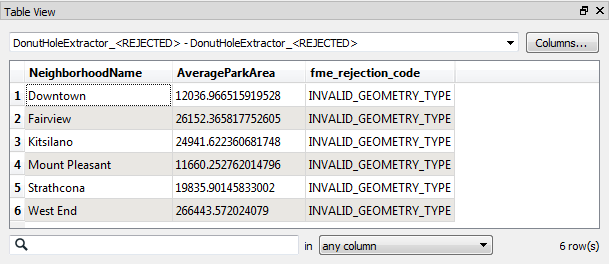 Table View
DonutHoleExtractor_<REJECTED> - DonutHoleExtractor_<REJECTED>
Columns...
NeighborhoodName AverageParkArea fme_rejection_code
1 Downtown 12036.966515919528 INVALID_GEOMETRY_TYPE
2 Fairview 26152.365817752605 INVALID_GEOMETRY_TYPE
3 Kitsilano 24941.622360681748 INVALID_GEOMETRY_TYPE
4 Mount Pleasant 11660.252762014796 INVALID_GEOMETRY_TYPE
5 Strathcona 19835.90145833002 INVALID_GEOMETRY_TYPE
6 West End 266443.572024079 INVALID_GEOMETRY_TYPE
in any column 6 row(s)